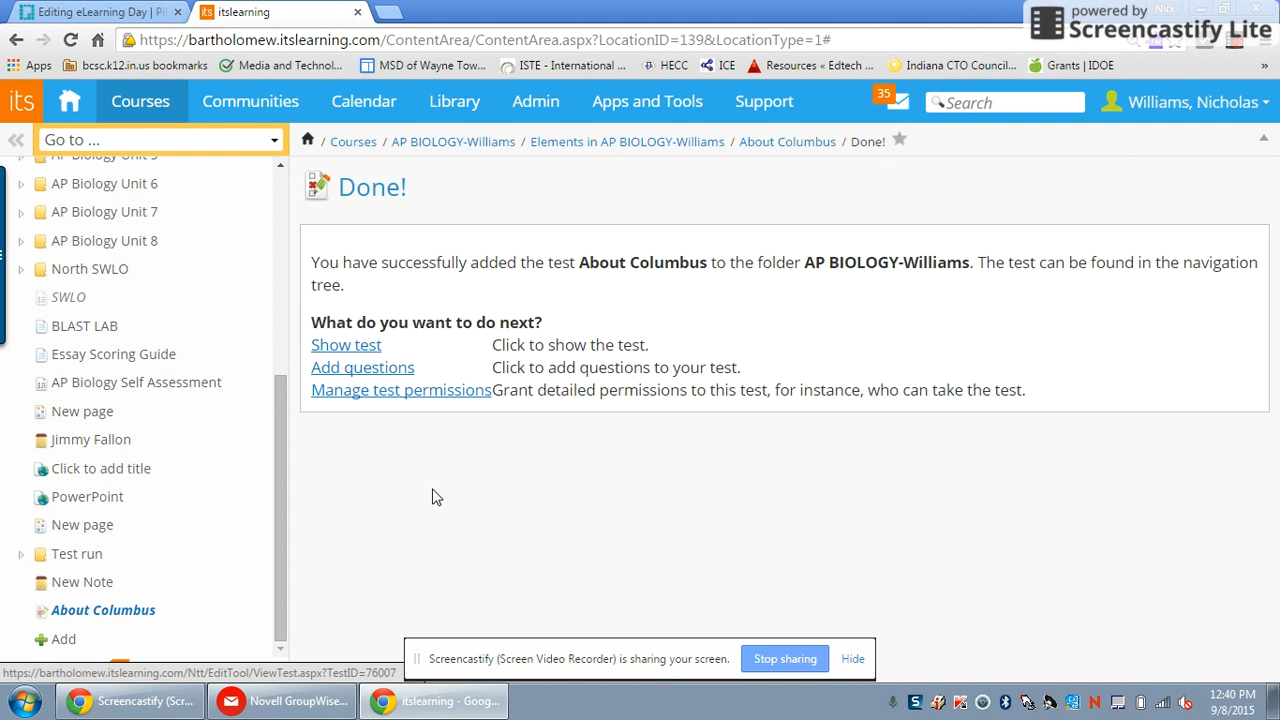 Editing eLearning Day | Pi
itslearning
Nick
powered by
Screencastify Lite
https://bartholomew.itslearning.com/ContentArea/ContentArea.aspx?LocationID=139&LocationType=1#
Apps
bcsc.k12.in.us bookmarks
Media and Technol...
MSD of Wayne Tow...
ISTE - International ...
HECC
ICE
Resources « Edtech ...
Indiana CTO Council...
Grants | IDOE
»
its
Courses
Communities
Calendar
Library
Admin
Apps and Tools
Support
35
Search
Williams, Nicholas
Go to ...
Courses / AP BIOLOGY-Williams / Elements in AP BIOLOGY-Williams / About Columbus / Done!
AP Biology Unit 5
AP Biology Unit 6
AP Biology Unit 7
AP Biology Unit 8
North SWLO
SWLO
BLAST LAB
Essay Scoring Guide
AP Biology Self Assessment
New page
Jimmy Fallon
Click to add title
PowerPoint
New page
Test run
New Note
About Columbus
Add
Done!
You have successfully added the test About Columbus to the folder AP BIOLOGY-Williams. The test can be found in the navigation
tree.
What do you want to do next?
Show test Click to show the test.
Add questions Click to add questions to your test.
Manage test permissions Grant detailed permissions to this test, for instance, who can take the test.
Screencastify (Screen Video Recorder) is sharing your screen.
Stop sharing
Hide
https://bartholomew.itslearning.com/Ntt/EditTool/ViewTest.aspx?TestID=76007
Screencastify (Scr...
Novell GroupWise...
itslearning - Goog...
12:40 PM
9/8/2015